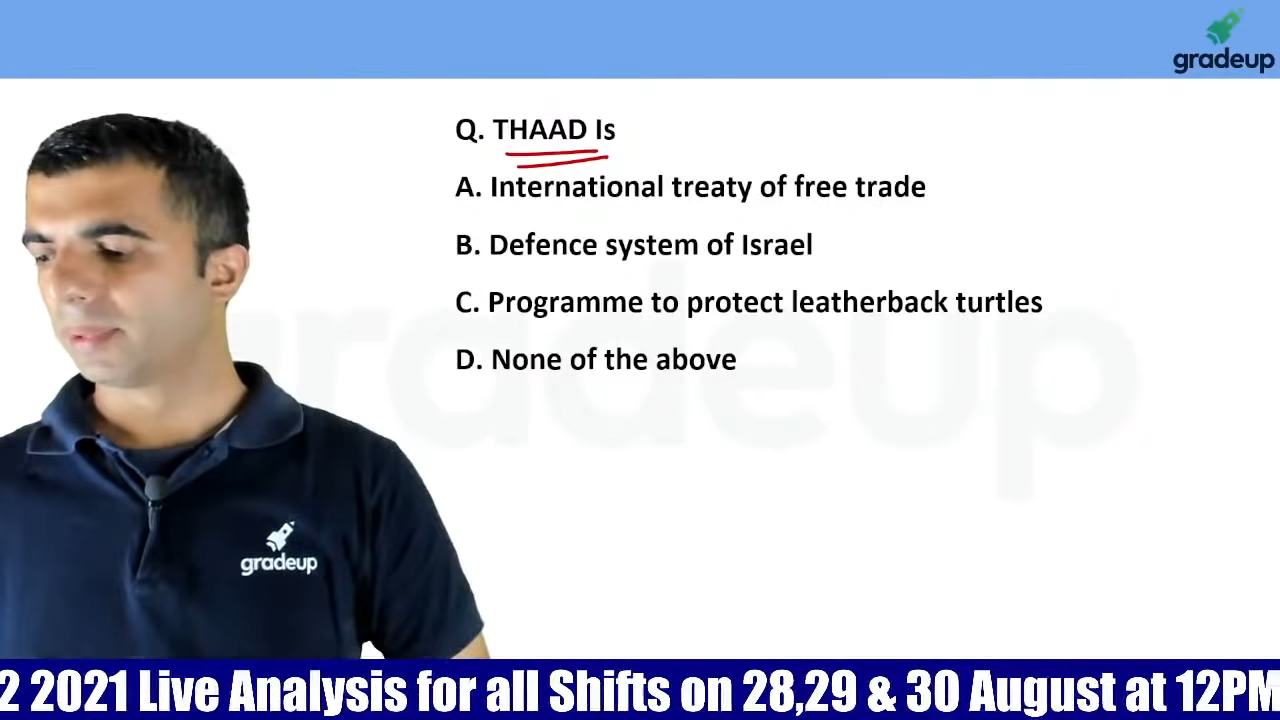 gradeup
Q. THAAD Is
A. International treaty of free trade
B. Defence system of Israel
C. Programme to protect leatherback turtles
D. None of the above
gradeup
gradeup
2 2021 Live Analysis for all Shifts on 28,29 & 30 August at 12PM